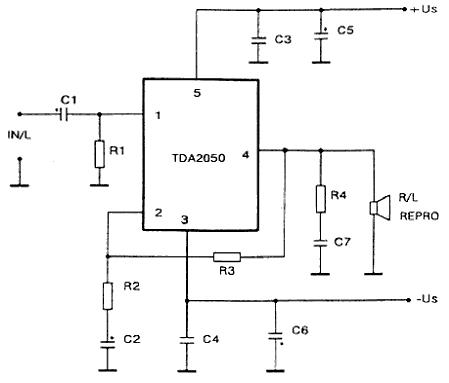 +Us
C3
C5
5
C1
1
IN/L
R1
TDA2050
4
R4
R/L
REPRO
2
3
C7
R3
R2
-Us
C2
C4
C6